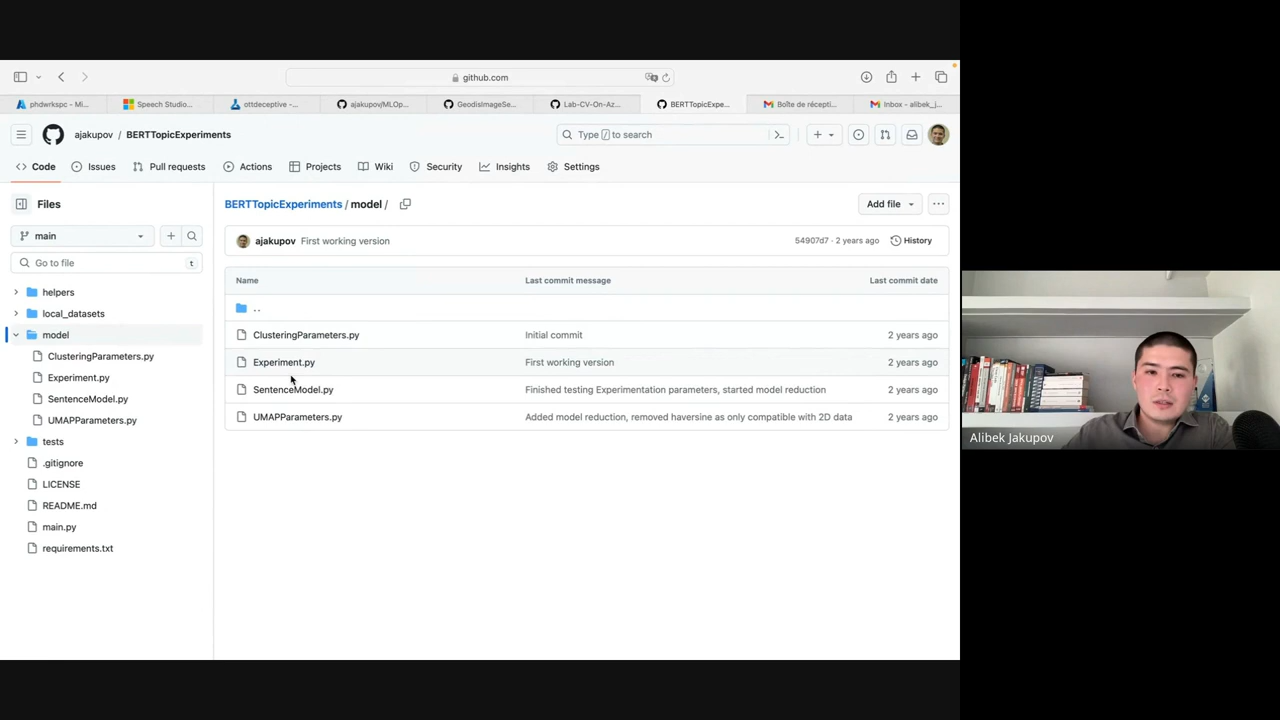 github.com
phdwrkspc - Mi...
Speech Studio...
ottdeceptive -...
ajakupov/MLOp...
GeodisImageSe...
Lab-CV-On-Az...
BERTTopicExpe...
Boîte de récepti...
Inbox - alibek_j...
ajakupov / BERTTopicExperiments
Type / to search
Code
Issues
Pull requests
Actions
Projects
Wiki
Security
Insights
Settings
Files
BERTTopicExperiments / model /
Add file
main
ajakupov First working version
54907d7 · 2 years ago
History
Go to file
t
Name Last commit message Last commit date
helpers
local_datasets
model
ClusteringParameters.py
Experiment.py
SentenceModel.py
UMAPParameters.py
tests
.gitignore
LICENSE
README.md
main.py
requirements.txt
..
ClusteringParameters.py Initial commit 2 years ago
Experiment.py First working version 2 years ago
SentenceModel.py Finished testing Experimentation parameters, started model reduction 2 years ago
UMAPParameters.py Added model reduction, removed haversine as only compatible with 2D data 2 years ago
Alibek Jakupov